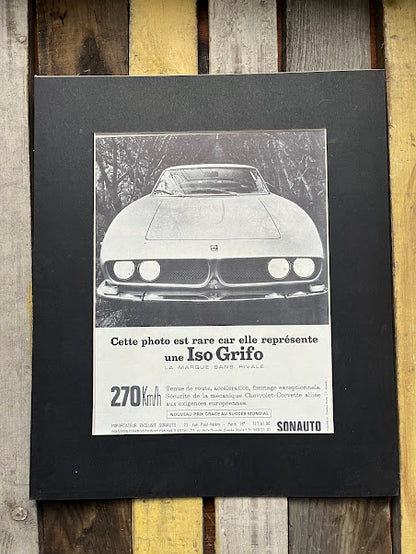 Cette photo est rare car elle représente
une Iso Grifo
LA MARQUE SANS RIVALE
270 Km/h
Tenue de route, accélération, freinage exceptionnels
Sécurité de la mécanique Chevrolet-Corvette alliée
aux exigences européennes.
NOUVEAU PRIX GRACE AU SUCCÈS MONDIAL
IMPORTATEUR EXCLUSIF SONAUTO
Paris
SONAUTO